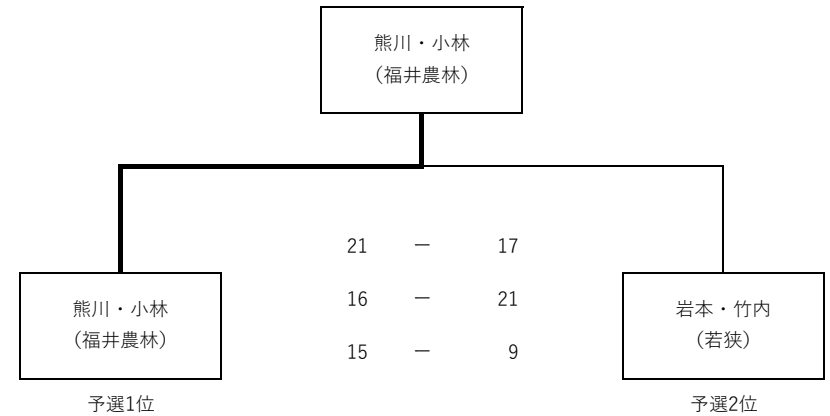 熊川・小林
（福井農林）
21 ー 17
16 ー 21
15 ー 9
熊川・小林
（福井農林）
岩本・竹内
（若狭）
予選1位
予選2位